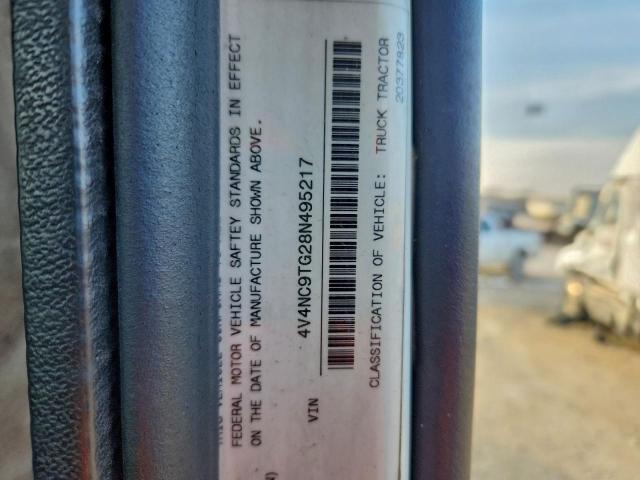 FEDERAL MOTOR VEHICLE SAFTEY STANDARDS IN EFFECT
ON THE DATE OF MANUFACTURE SHOWN ABOVE.
VIN 4V4NC9TG28N495217
CLASSIFICATION OF VEHICLE: TRUCK TRACTOR
20377823